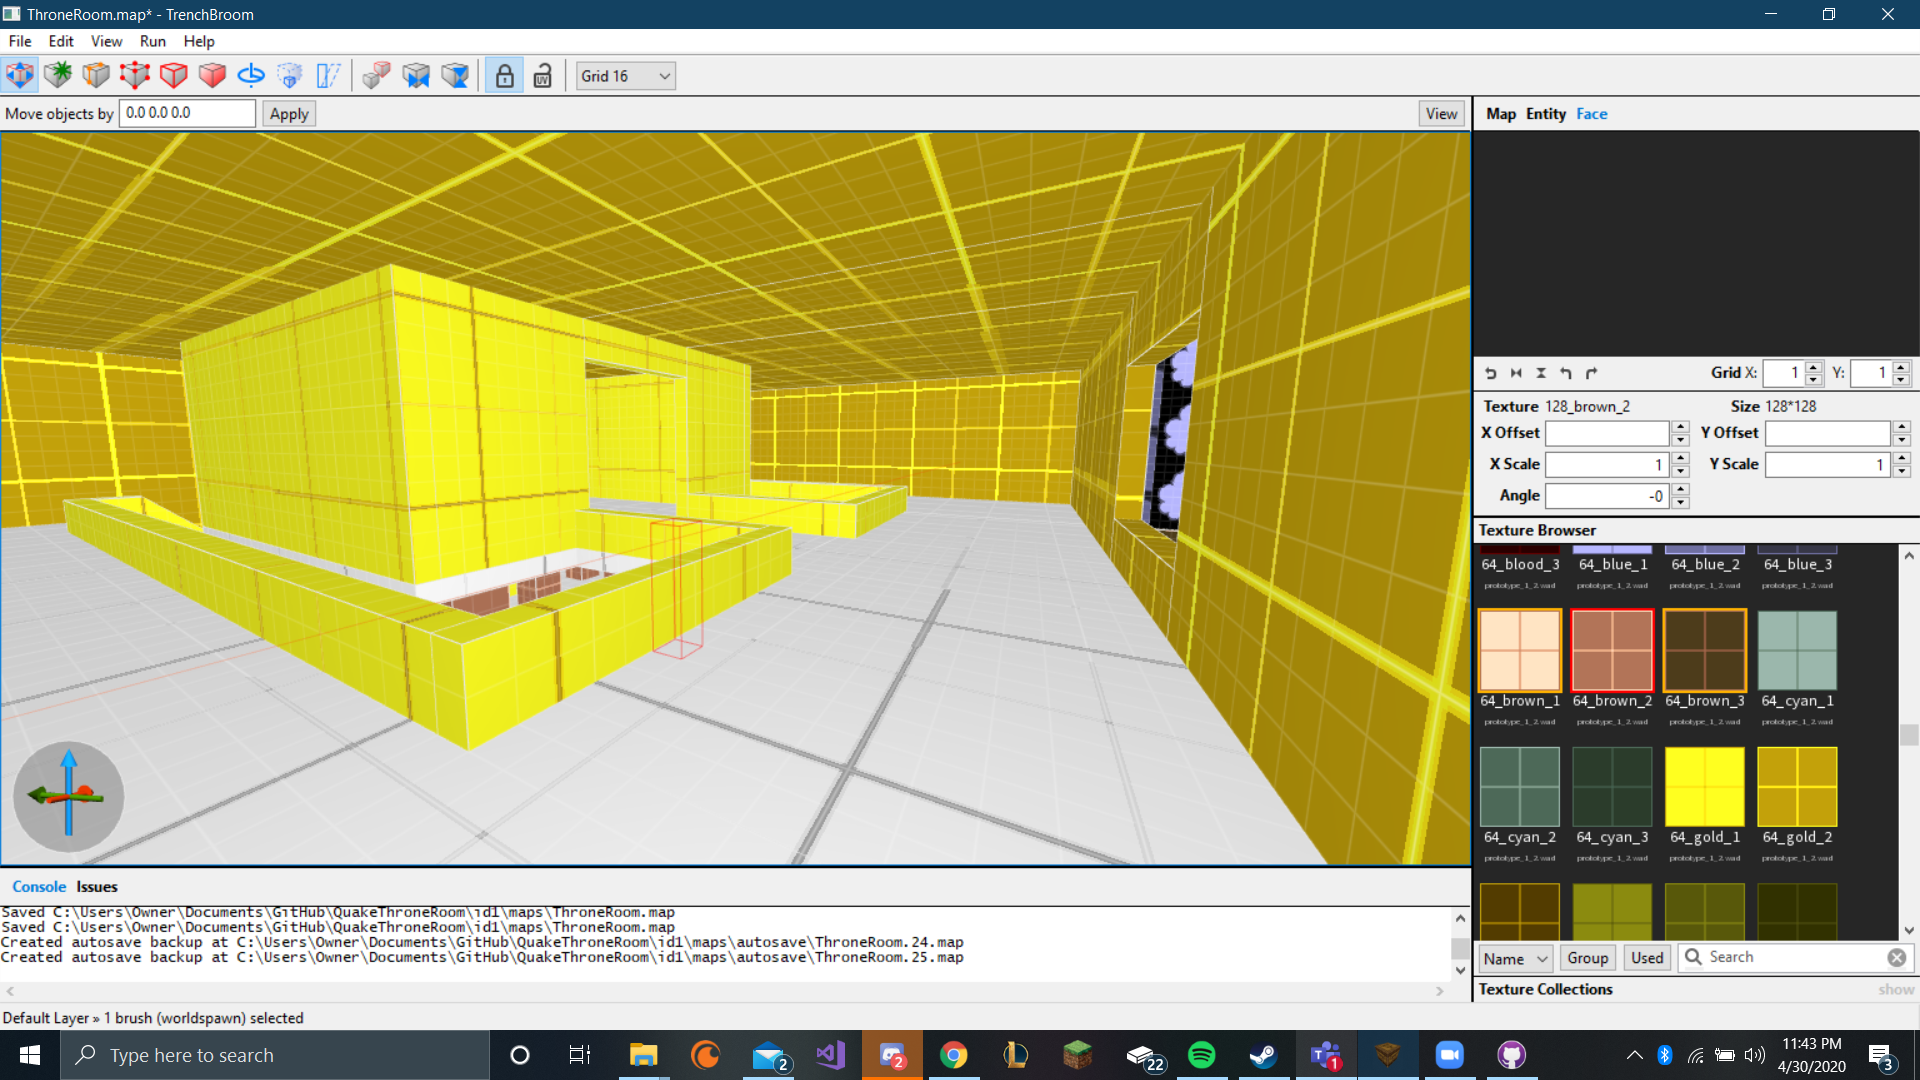 ThroneRoom.map* - TrenchBroom
File Edit View Run Help
Grid 16
Move objects by 0.0 0.0 0.0 Apply View
Map Entity Face
Grid X: 1 Y: 1
Texture 128_brown_2 Size 128*128
X Offset Y Offset
X Scale 1 Y Scale 1
Angle -0
Texture Browser
64_blood_3 64_blue_1 64_blue_2 64_blue_3
prototype_1_2.wad prototype_1_2.wad prototype_1_2.wad prototype_1_2.wad
64_brown_1 64_brown_2 64_brown_3 64_cyan_1
prototype_1_2.wad prototype_1_2.wad prototype_1_2.wad prototype_1_2.wad
64_cyan_2 64_cyan_3 64_gold_1 64_gold_2
prototype_1_2.wad prototype_1_2.wad prototype_1_2.wad prototype_1_2.wad
Name Group Used Search
Texture Collections show
Console Issues
Saved C:\Users\Owner\Documents\GitHub\QuakeThroneRoom\id1\maps\ThroneRoom.map
Saved C:\Users\Owner\Documents\GitHub\QuakeThroneRoom\id1\maps\ThroneRoom.map
Created autosave backup at C:\Users\Owner\Documents\GitHub\QuakeThroneRoom\id1\maps\autosave\ThroneRoom.24.map
Created autosave backup at C:\Users\Owner\Documents\GitHub\QuakeThroneRoom\id1\maps\autosave\ThroneRoom.25.map
Default Layer » 1 brush (worldspawn) selected
Type here to search
2
2
22
1
11:43 PM
4/30/2020
3